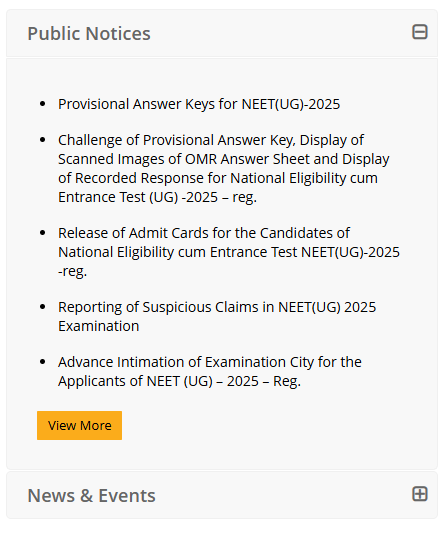 Public Notices
Provisional Answer Keys for NEET(UG)-2025
Challenge of Provisional Answer Key, Display of
Scanned Images of OMR Answer Sheet and Display
of Recorded Response for National Eligibility cum
Entrance Test (UG) -2025 – reg.
Release of Admit Cards for the Candidates of
National Eligibility cum Entrance Test NEET(UG)-2025
-reg.
Reporting of Suspicious Claims in NEET(UG) 2025
Examination
Advance Intimation of Examination City for the
Applicants of NEET (UG) – 2025 – Reg.
View More
News & Events